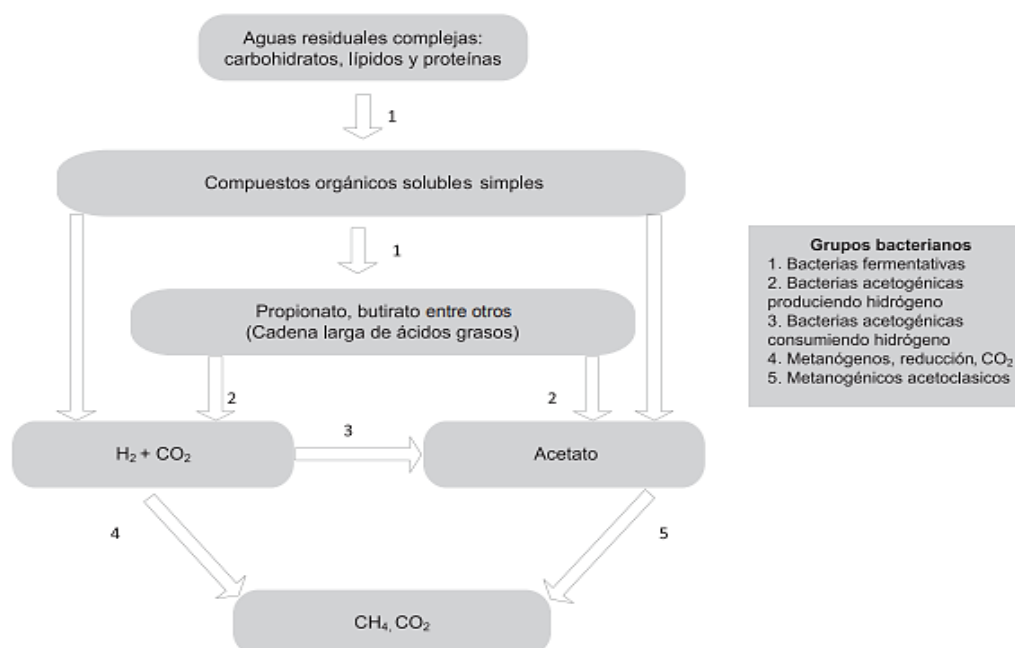 Aguas residuales complejas:
carbohidratos, lípidos y proteínas
1
Compuestos orgánicos solubles simples
1
Propionato, butirato entre otros
(Cadena larga de ácidos grasos)
2
2
H₂ + CO₂
3
Acetato
4
5
CH₄, CO₂
Grupos bacterianos
1. Bacterias fermentativas
2. Bacterias acetogénicas
produciendo hidrógeno
3. Bacterias acetogénicas
consumiendo hidrógeno
4. Metanógenos, reducción, CO₂
5. Metanogénicos acetoclasicos